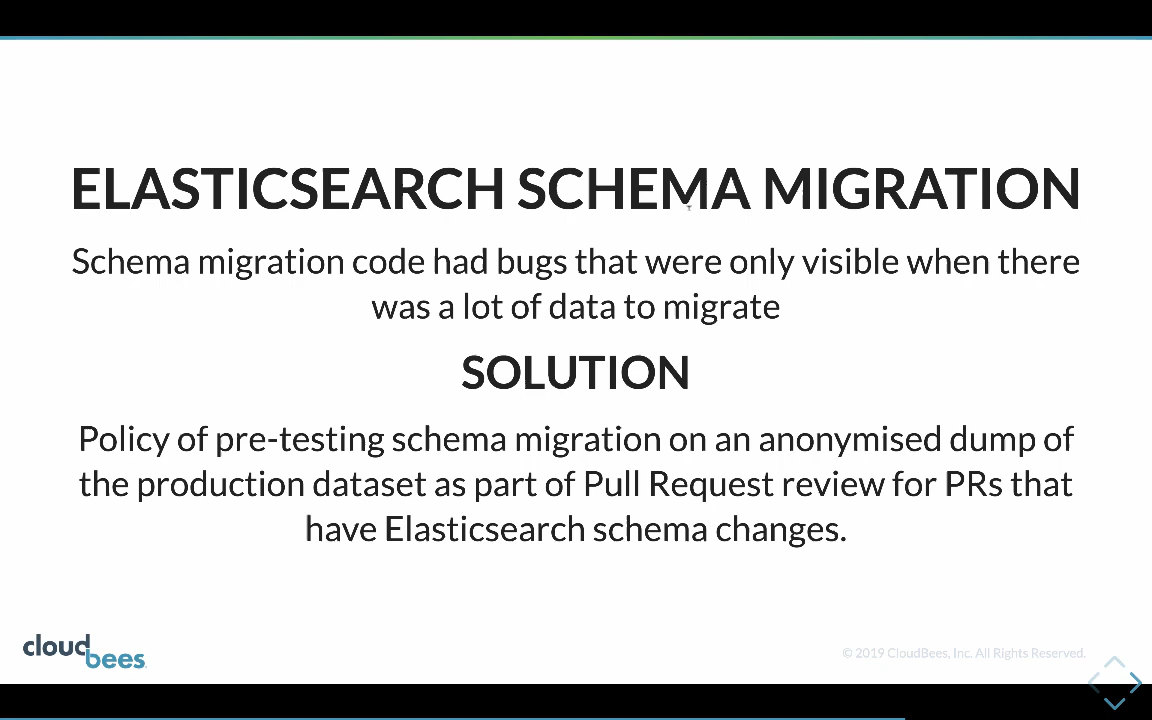 ELASTICSEARCH SCHEMA MIGRATION
Schema migration code had bugs that were only visible when there
was a lot of data to migrate
SOLUTION
Policy of pre-testing schema migration on an anonymised dump of
the production dataset as part of Pull Request review for PRs that
have Elasticsearch schema changes.
cloudbees
© 2019 CloudBees, Inc. All Rights Reserved.